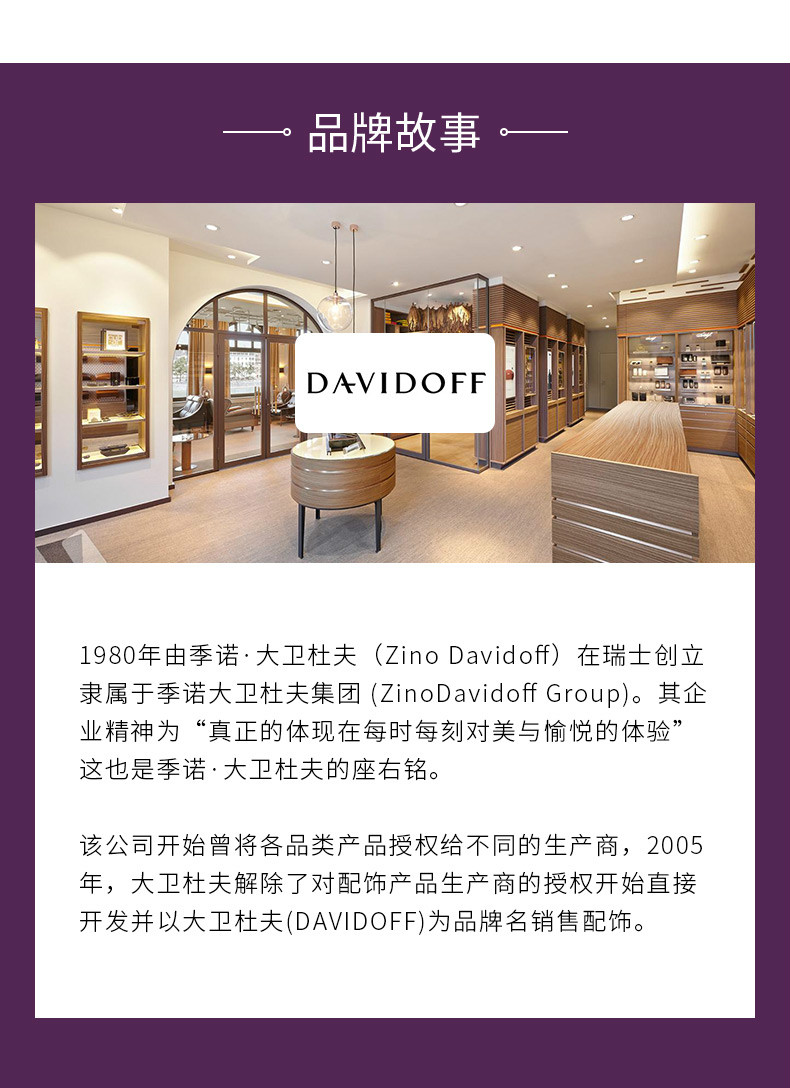 品牌故事
DAVIDOFF
1980年由季诺·大卫杜夫（Zino Davidoff）在瑞士创立
隶属于季诺大卫杜夫集团 (ZinoDavidoff Group)。其企
业精神为“真正的体现在每时每刻对美与愉悦的体验”
这也是季诺·大卫杜夫的座右铭。
该公司开始曾将各品类产品授权给不同的生产商，2005
年，大卫杜夫解除了对配饰产品生产商的授权开始直接
开发并以大卫杜夫(DAVIDOFF)为品牌名销售配饰。